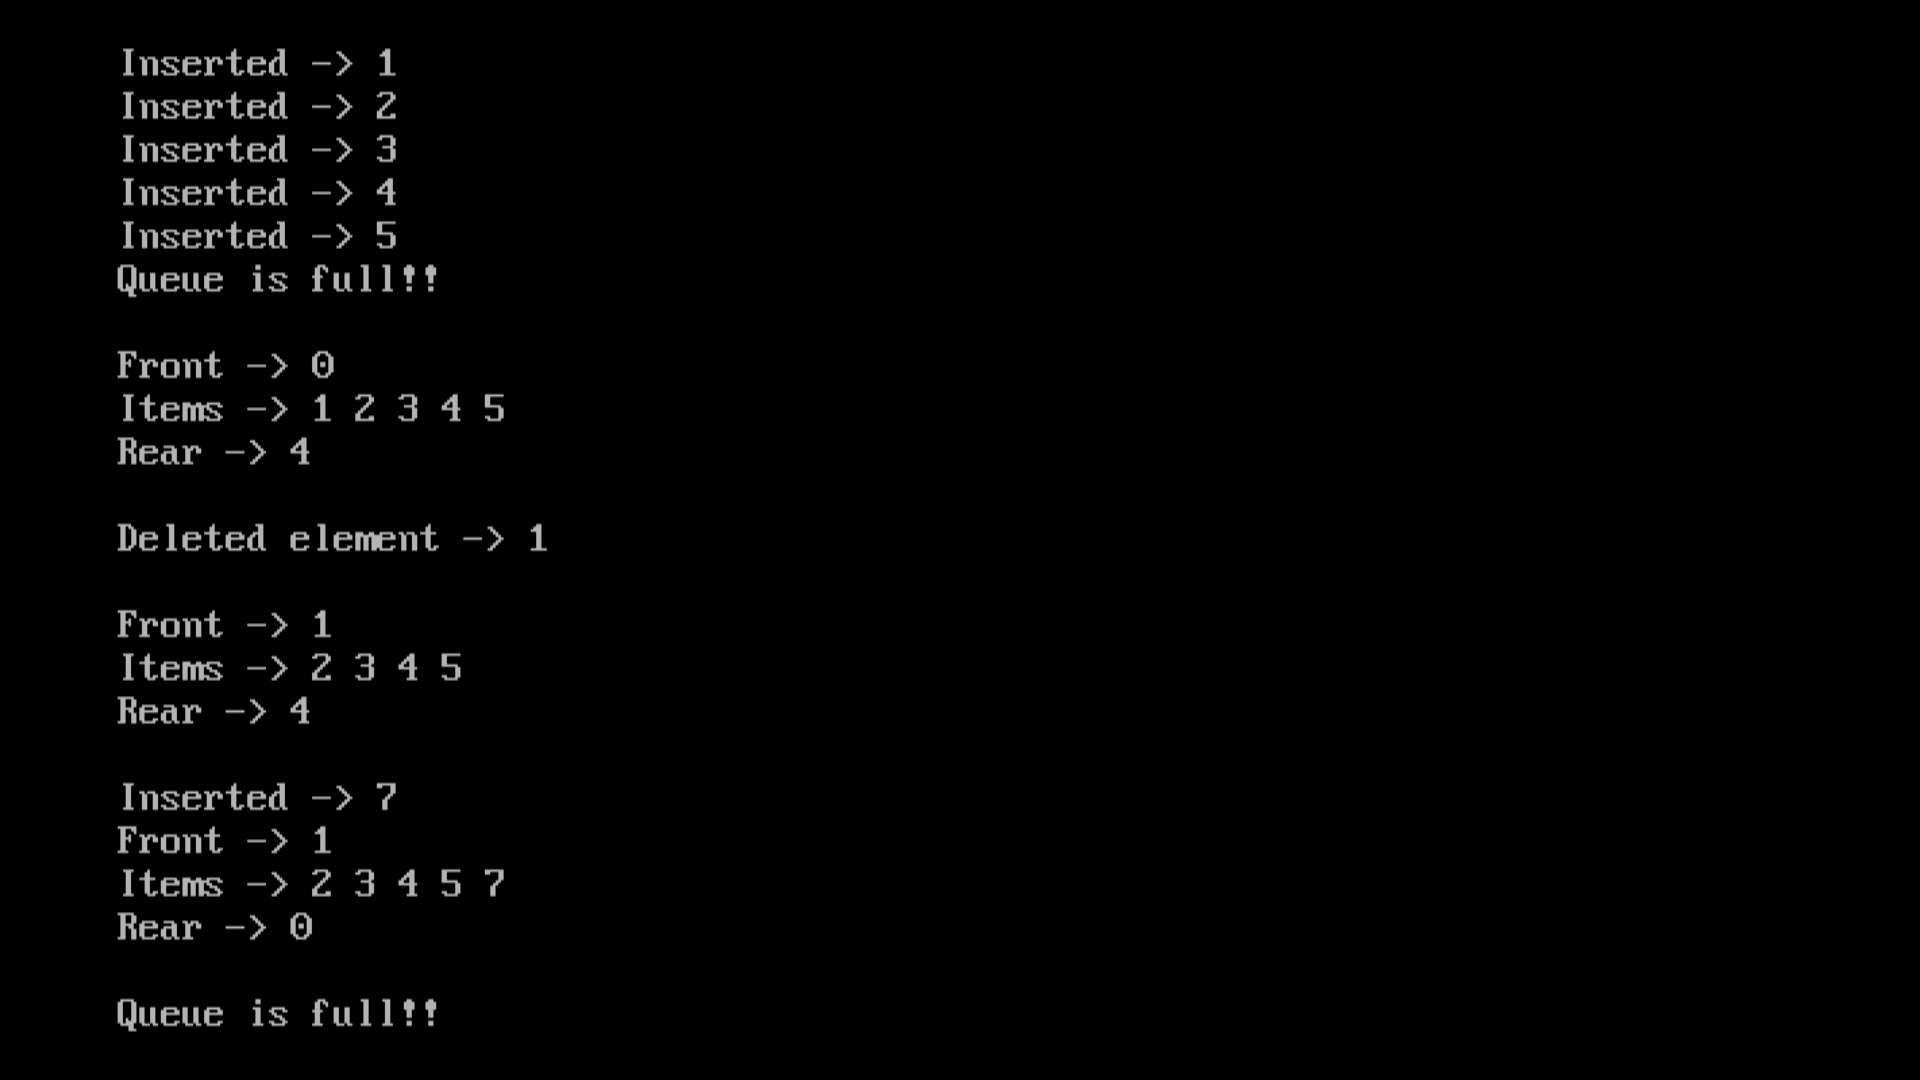 Inserted -> 1
Inserted -> 2
Inserted -> 3
Inserted -> 4
Inserted -> 5
Queue is full!!
Front -> 0
Items -> 1 2 3 4 5
Rear -> 4
Deleted element -> 1
Front -> 1
Items -> 2 3 4 5
Rear -> 4
Inserted -> 7
Front -> 1
Items -> 2 3 4 5 7
Rear -> 0
Queue is full!!